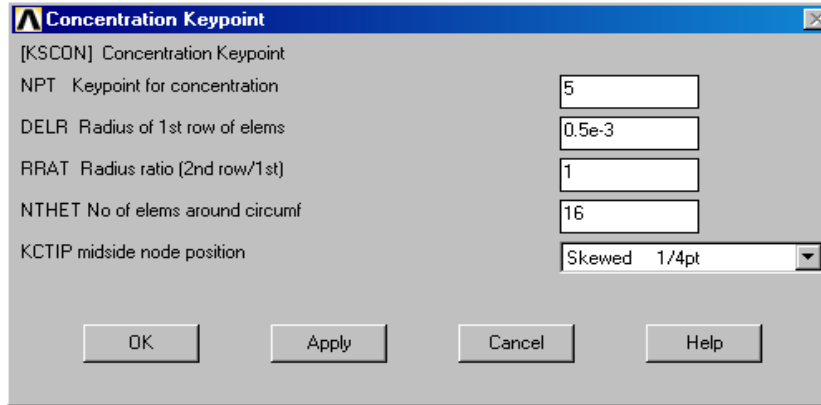 Concentration Keypoint
[KSCON] Concentration Keypoint
NPT Keypoint for concentration 5
DELR Radius of 1st row of elems 0.5e-3
RRAT Radius ratio (2nd row/1st) 1
NTHET No of elems around circumf 16
KCTIP midside node position Skewed 1/4pt
OK Apply Cancel Help